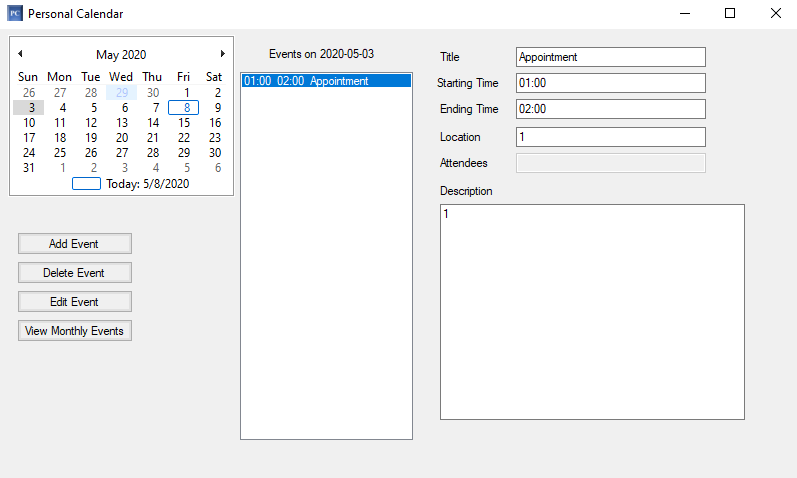 PC Personal Calendar
May 2020
Sun Mon Tue Wed Thu Fri Sat
26 27 28 29 30 1 2
3 4 5 6 7 8 9
10 11 12 13 14 15 16
17 18 19 20 21 22 23
24 25 26 27 28 29 30
31 1 2 3 4 5 6
Today: 5/8/2020
Add Event
Delete Event
Edit Event
View Monthly Events
Events on 2020-05-03
01:00 02:00 Appointment
Title Appointment
Starting Time 01:00
Ending Time 02:00
Location 1
Attendees
Description
1